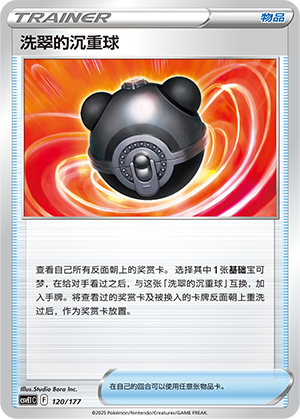 TRAINER 物品
洗翠的沉重球
查看自己所有反面朝上的奖赏卡。选择其中1张基础宝可
梦，在给对手看过之后，与这张「洗翠的沉重球」互换，加
入手牌。将查看过的奖赏卡及被换入的卡牌反面朝上重洗
过后，作为奖赏卡放置。
Illus.Studio Bora Inc.
F 120/177
在自己的回合可以使用任意张物品卡。
©2025 Pokémon/Nintendo/Creatures/GAME FREAK.